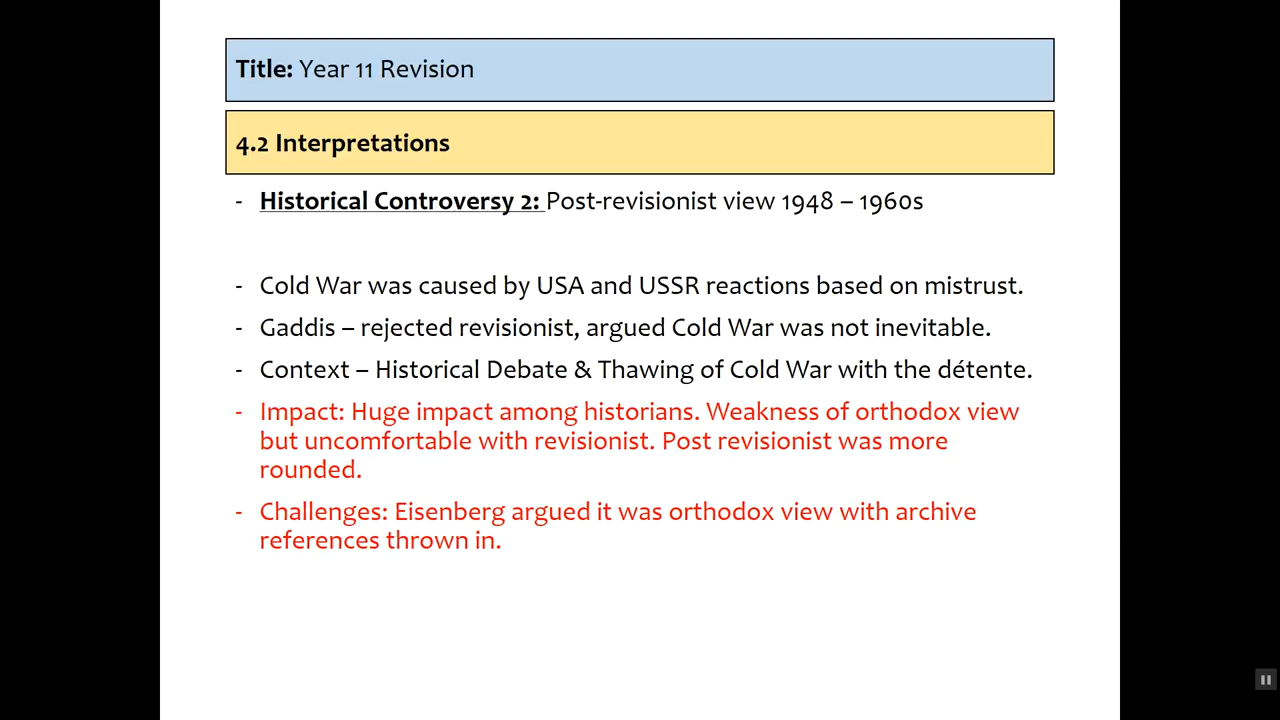 Title: Year 11 Revision
4.2 Interpretations
- Historical Controversy 2: Post-revisionist view 1948 – 1960s
- Cold War was caused by USA and USSR reactions based on mistrust.
- Gaddis – rejected revisionist, argued Cold War was not inevitable.
- Context – Historical Debate & Thawing of Cold War with the détente.
- Impact: Huge impact among historians. Weakness of orthodox view
but uncomfortable with revisionist. Post revisionist was more
rounded.
- Challenges: Eisenberg argued it was orthodox view with archive
references thrown in.